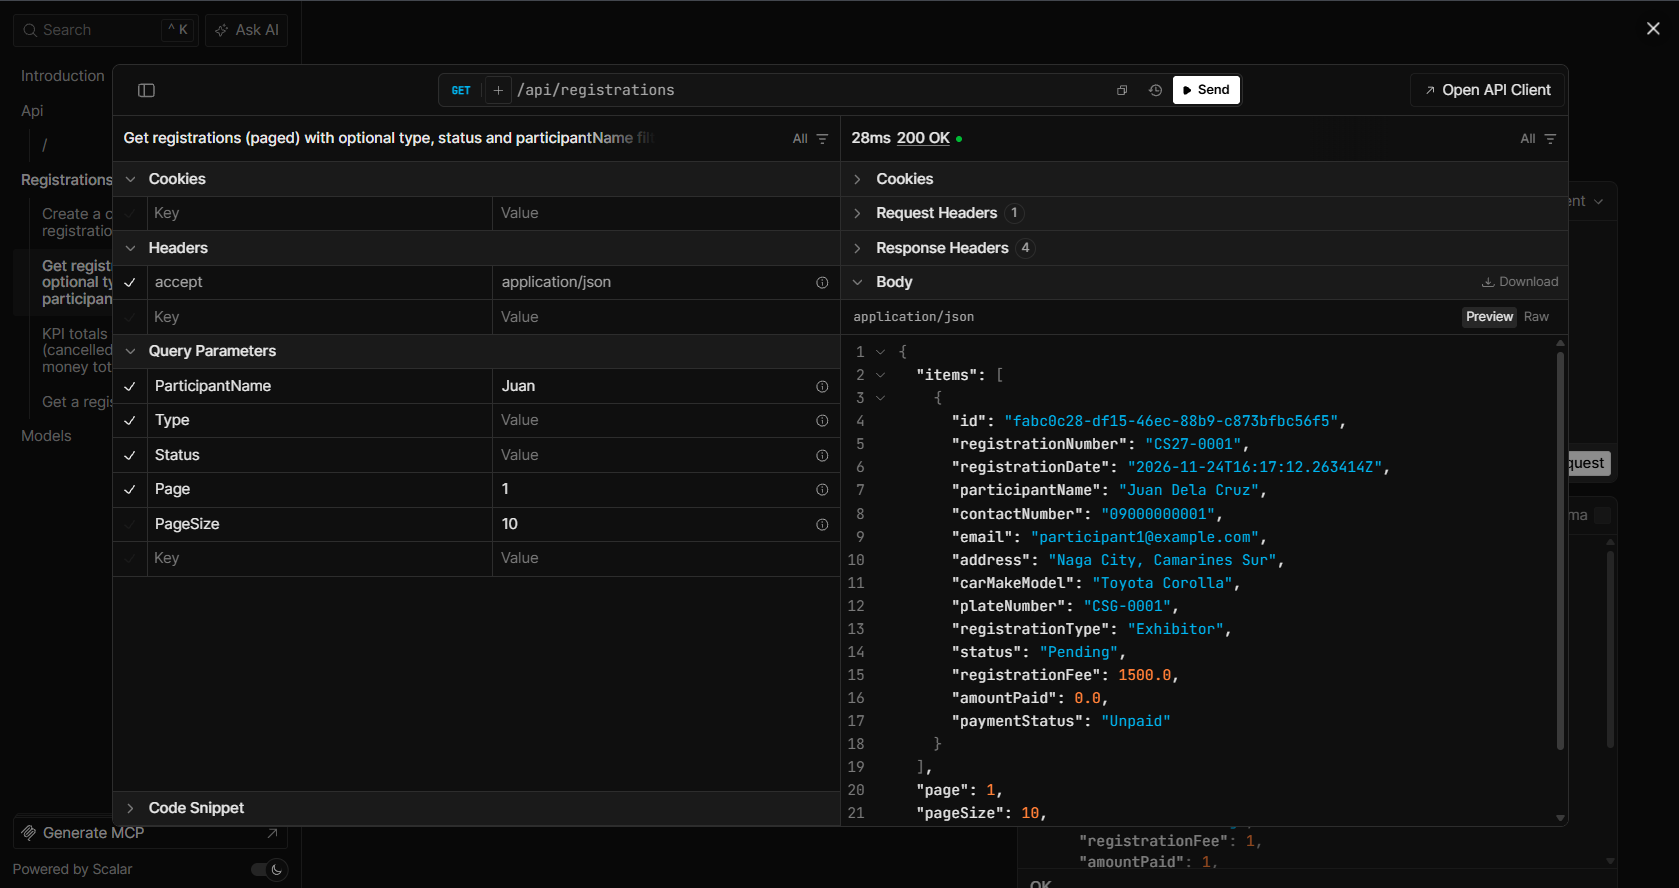 Search
^ K
Ask AI
Introduction
Api
/
Registrations
Create a c
registratio
Get regist
optional ty
participan
KPI totals
(cancelled
money tot
Get a regis
Models
Generate MCP
Powered by Scalar
GET
/api/registrations
Send
Open API Client
Get registrations (paged) with optional type, status and participantName filt
All
Cookies
Key
Value
Headers
accept
application/json
Key
Value
Query Parameters
ParticipantName
Juan
Type
Value
Status
Value
Page
1
PageSize
10
Key
Value
Code Snippet
28ms 200 OK
All
Cookies
Request Headers 1
Response Headers 4
Body
Download
application/json
Preview
Raw
1 {
2 "items": [
3 {
4 "id": "fabc0c28-df15-46ec-88b9-c873bfbc56f5",
5 "registrationNumber": "CS27-0001",
6 "registrationDate": "2026-11-24T16:17:12.263414Z",
7 "participantName": "Juan Dela Cruz",
8 "contactNumber": "09000000001",
9 "email": "participant1@example.com",
10 "address": "Naga City, Camarines Sur",
11 "carMakeModel": "Toyota Corolla",
12 "plateNumber": "CSG-0001",
13 "registrationType": "Exhibitor",
14 "status": "Pending",
15 "registrationFee": 1500.0,
16 "amountPaid": 0.0,
17 "paymentStatus": "Unpaid"
18 }
19 ],
20 "page": 1,
21 "pageSize": 10,
ent
quest
ma
"registrationFee": 1,
"amountPaid": 1,
OK